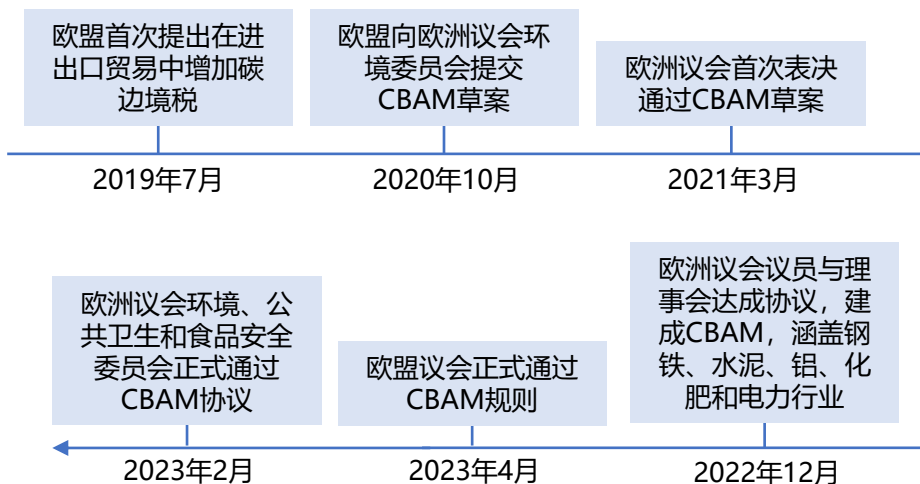 欧盟首次提出在进
出口贸易中增加碳
边境税
欧盟向欧洲议会环
境委员会提交
CBAM草案
欧洲议会首次表决
通过CBAM草案
2019年7月
2020年10月
2021年3月
欧洲议会环境、公
共卫生和食品安全
委员会正式通过
CBAM协议
欧盟议会正式通过
CBAM规则
欧洲议会议员与理
事会达成协议，建
成CBAM，涵盖钢
铁、水泥、铝、化
肥和电力行业
2023年2月
2023年4月
2022年12月